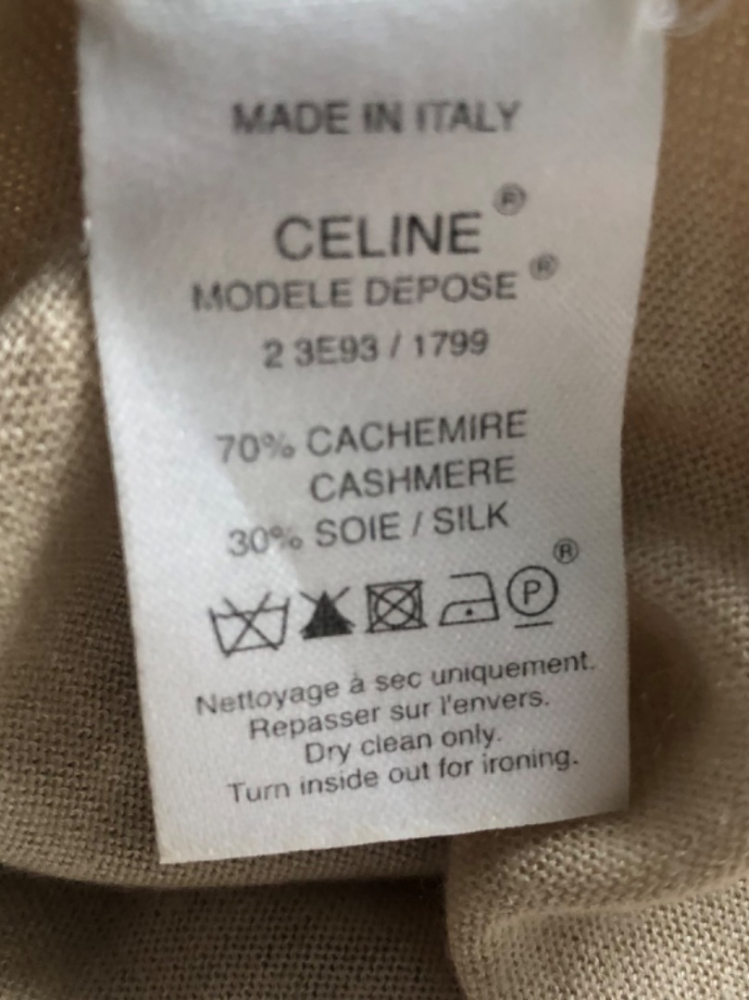 MADE IN ITALY
CELINE ®
MODELE DEPOSE ®
2 3E93 / 1799
70% CACHEMIRE
CASHMERE
30% SOIE / SILK
P ®
Nettoyage à sec uniquement.
Repasser sur l'envers.
Dry clean only.
Turn inside out for ironing.